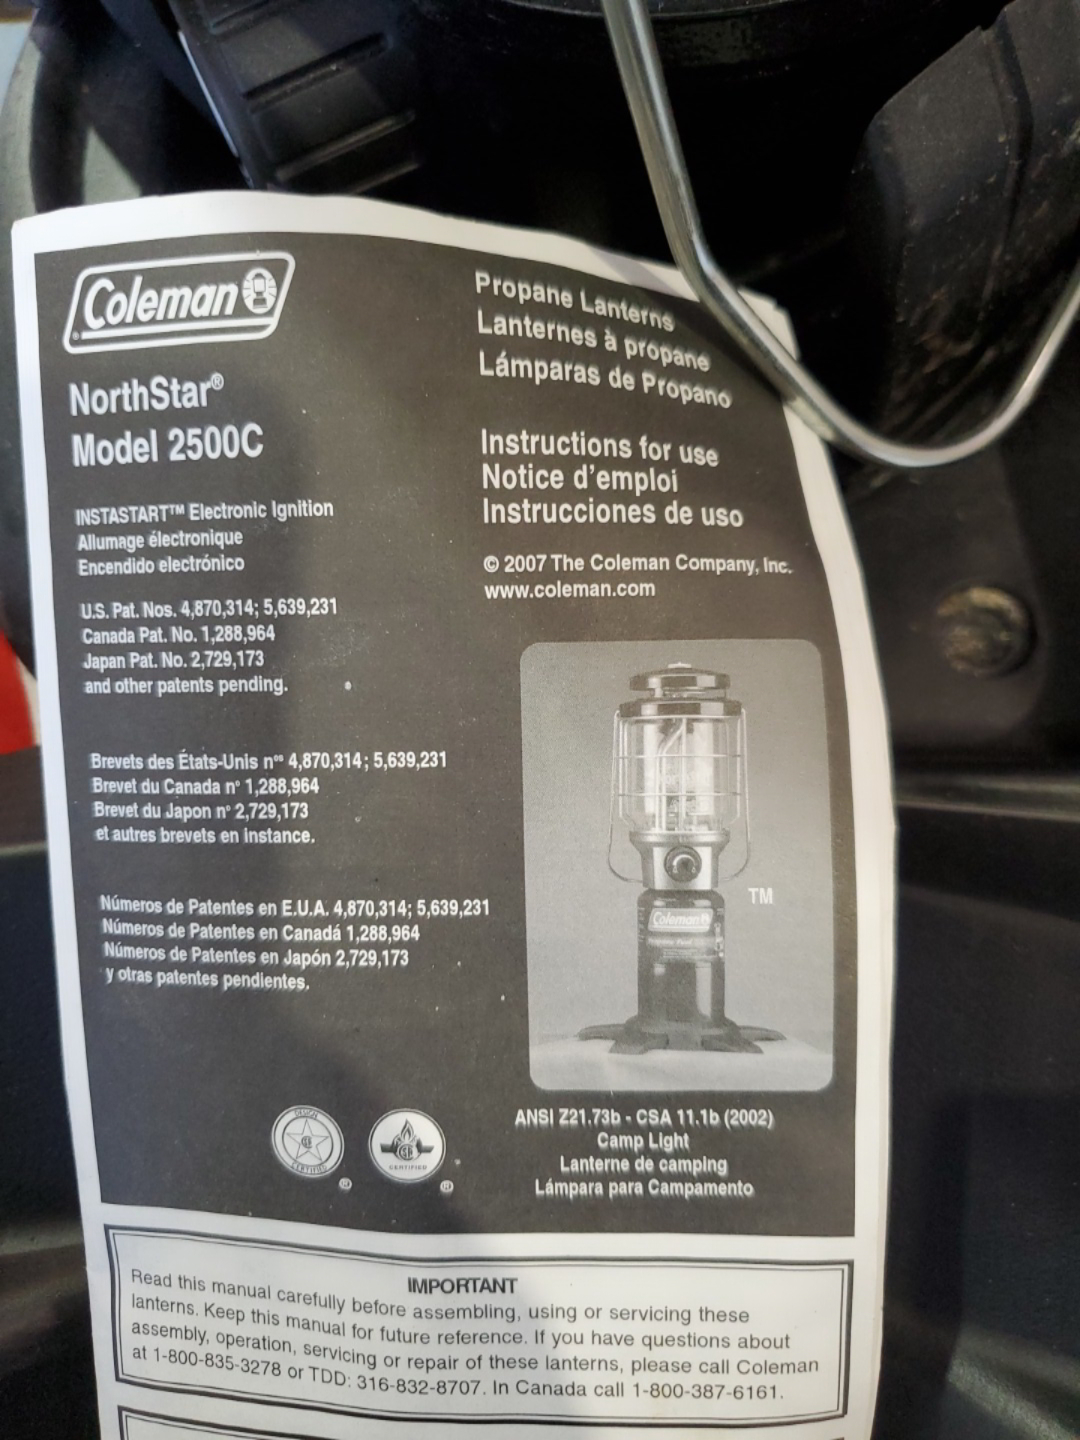 Coleman
®
NorthStar®
Model 2500C
INSTASTART™ Electronic Ignition
Allumage électronique
Encendido electrónico
U.S. Pat. Nos. 4,870,314; 5,639,231
Canada Pat. No. 1,288,964
Japan Pat. No. 2,729,173
and other patents pending.
Brevets des États-Unis nᵒˢ 4,870,314; 5,639,231
Brevet du Canada n° 1,288,964
Brevet du Japon n° 2,729,173
et autres brevets en instance.
Números de Patentes en E.U.A. 4,870,314; 5,639,231
Números de Patentes en Canadá 1,288,964
Números de Patentes en Japón 2,729,173
y otras patentes pendientes.
Propane Lanterns
Lanternes à propane
Lámparas de Propano
Instructions for use
Notice d'emploi
Instrucciones de uso
© 2007 The Coleman Company, Inc.
www.coleman.com
Coleman
TM
DESIGN
CERTIFIED
®
CERTIFIED
®
ANSI Z21.73b - CSA 11.1b (2002)
Camp Light
Lanterne de camping
Lámpara para Campamento
IMPORTANT
Read this manual carefully before assembling, using or servicing these
lanterns. Keep this manual for future reference. If you have questions about
assembly, operation, servicing or repair of these lanterns, please call Coleman
at 1-800-835-3278 or TDD: 316-832-8707. In Canada call 1-800-387-6161.